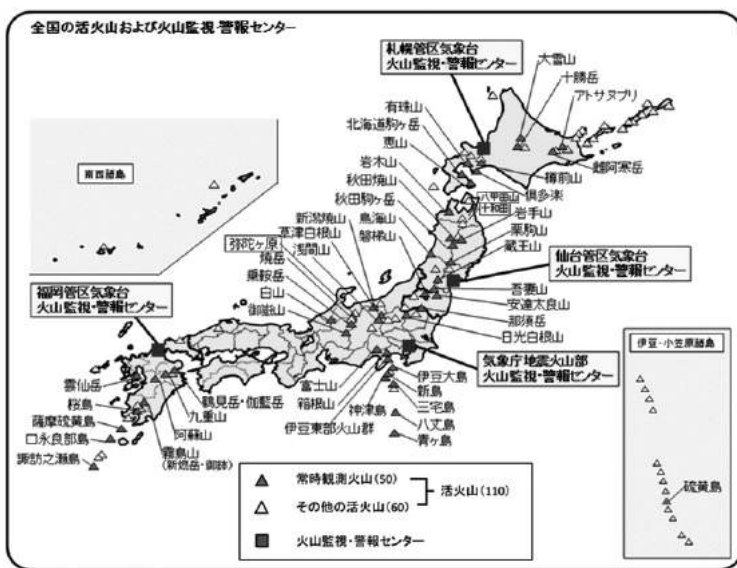 全国の活火山および火山監視・警報センター
札幌管区気象台
火山監視・警報センター
大雪山
十勝岳
アトサヌプリ
有珠山
北海道駒ヶ岳
恵山
岩木山
秋田焼山
秋田駒ヶ岳
雌阿寒岳
樽前山
倶多楽
八甲田山
十和田
岩手山
栗駒山
蔵王山
南西諸島
新潟焼山
草津白根山
浅間山
鳥海山
磐梯山
弥陀ヶ原
焼岳
乗鞍岳
白山
御嶽山
仙台管区気象台
火山監視・警報センター
吾妻山
安達太良山
那須岳
日光白根山
福岡管区気象台
火山監視・警報センター
気象庁地震火山部
火山監視・警報センター
伊豆・小笠原諸島
硫黄島
雲仙岳
桜島
薩摩硫黄島
口永良部島
諏訪之瀬島
鶴見岳・伽藍岳
九重山
阿蘇山
霧島山
(新燃岳・御鉢)
富士山
箱根山
伊豆東部火山群
伊豆大島
新島
神津島
三宅島
八丈島
青ヶ島
常時観測火山(50)
その他の活火山(60)
活火山(110)
火山監視・警報センター